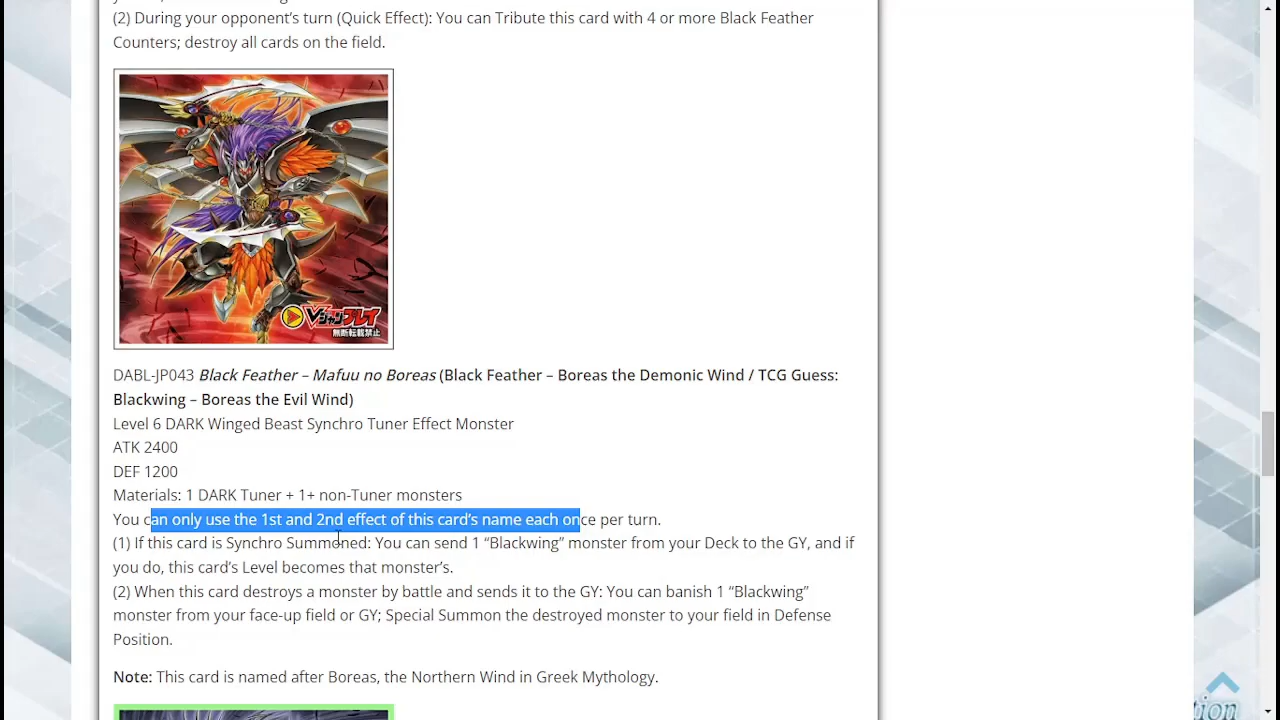 (2) During your opponent’s turn (Quick Effect): You can Tribute this card with 4 or more Black Feather
Counters; destroy all cards on the field.
Vジャンプレイ
無断転載禁止
DABL-JP043 Black Feather – Mafuu no Boreas (Black Feather – Boreas the Demonic Wind / TCG Guess:
Blackwing – Boreas the Evil Wind)
Level 6 DARK Winged Beast Synchro Tuner Effect Monster
ATK 2400
DEF 1200
Materials: 1 DARK Tuner + 1+ non-Tuner monsters
You can only use the 1st and 2nd effect of this card’s name each once per turn.
(1) If this card is Synchro Summoned: You can send 1 “Blackwing” monster from your Deck to the GY, and if
you do, this card’s Level becomes that monster’s.
(2) When this card destroys a monster by battle and sends it to the GY: You can banish 1 “Blackwing”
monster from your face-up field or GY; Special Summon the destroyed monster to your field in Defense
Position.
Note: This card is named after Boreas, the Northern Wind in Greek Mythology.